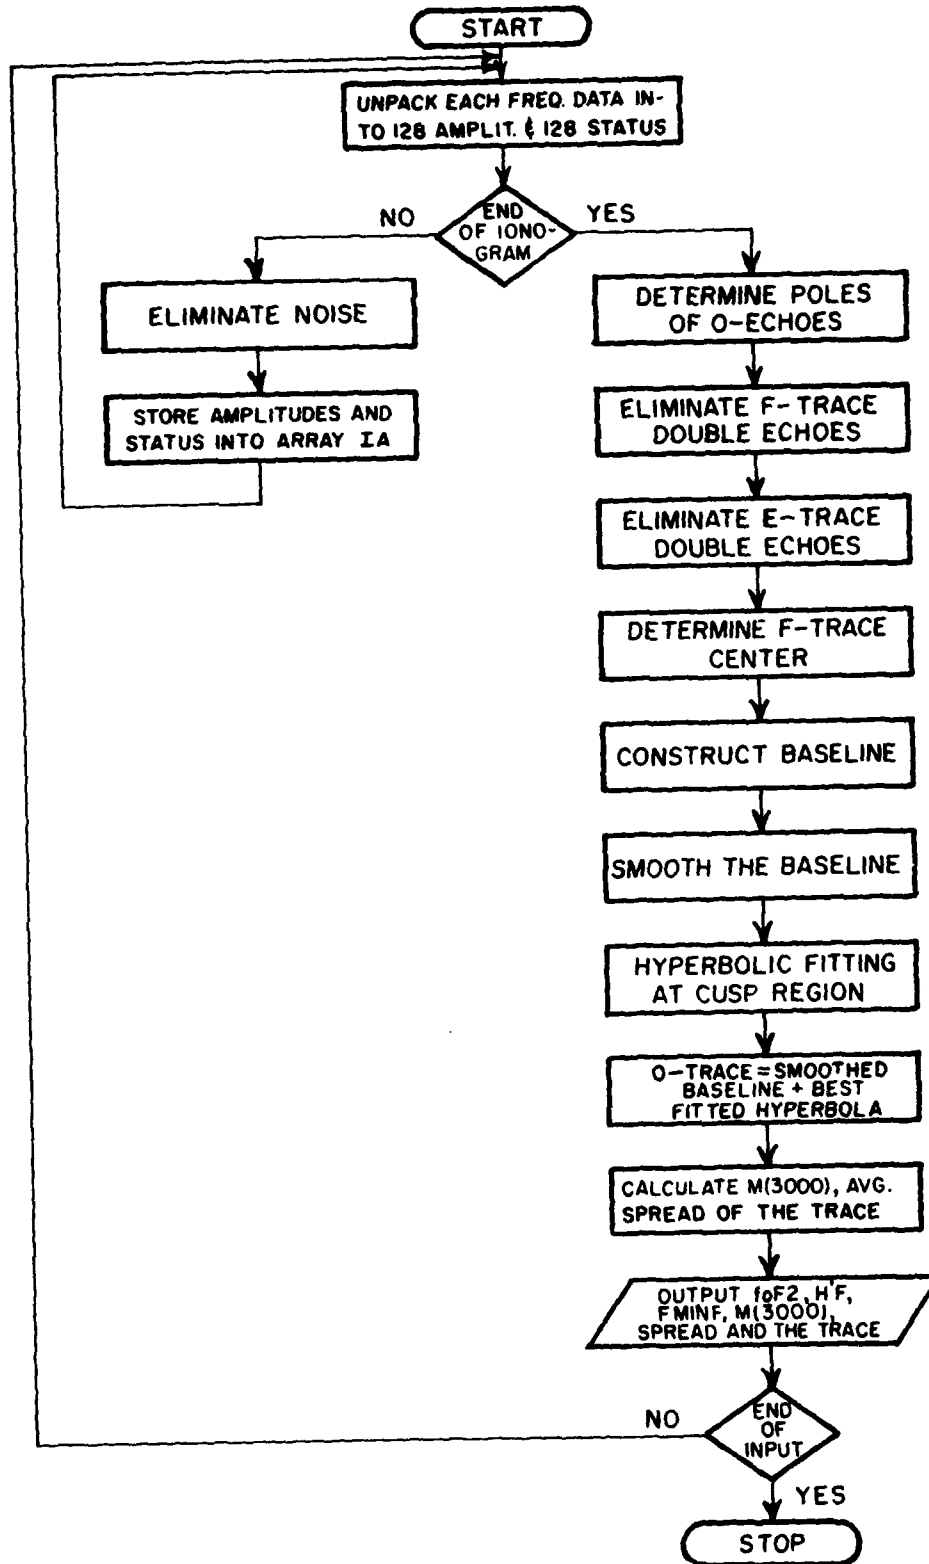 START
UNPACK EACH FREQ. DATA IN-
TO 128 AMPLIT. & 128 STATUS
END
OF IONO-
GRAM
NO
YES
ELIMINATE NOISE
STORE AMPLITUDES AND
STATUS INTO ARRAY IA
DETERMINE POLES
OF O-ECHOES
ELIMINATE F-TRACE
DOUBLE ECHOES
ELIMINATE E-TRACE
DOUBLE ECHOES
DETERMINE F-TRACE
CENTER
CONSTRUCT BASELINE
SMOOTH THE BASELINE
HYPERBOLIC FITTING
AT CUSP REGION
O-TRACE=SMOOTHED
BASELINE + BEST
FITTED HYPERBOLA
CALCULATE M(3000), AVG.
SPREAD OF THE TRACE
OUTPUT foF2, H'F,
FMINF, M(3000),
SPREAD AND THE TRACE
END
OF
INPUT
NO
YES
STOP